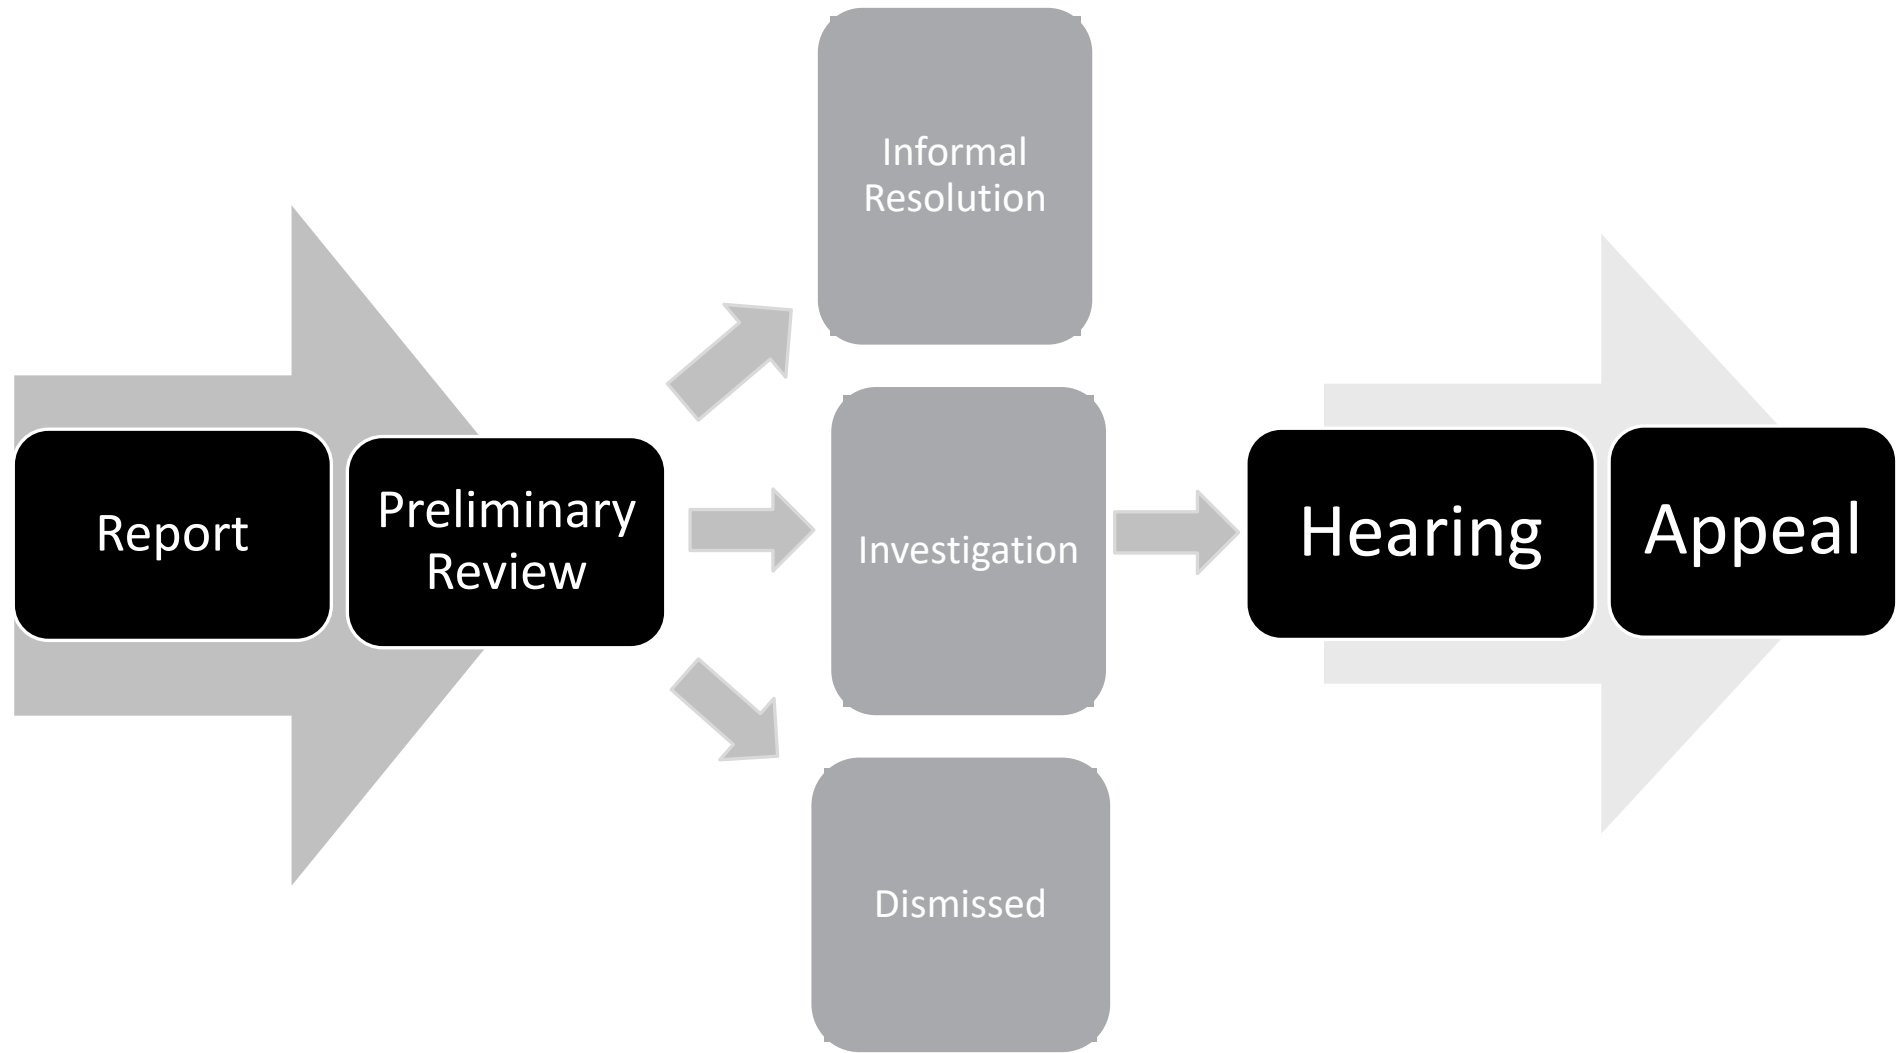 Report
Preliminary
Review
Informal
Resolution
Investigation
Dismissed
Hearing
Appeal